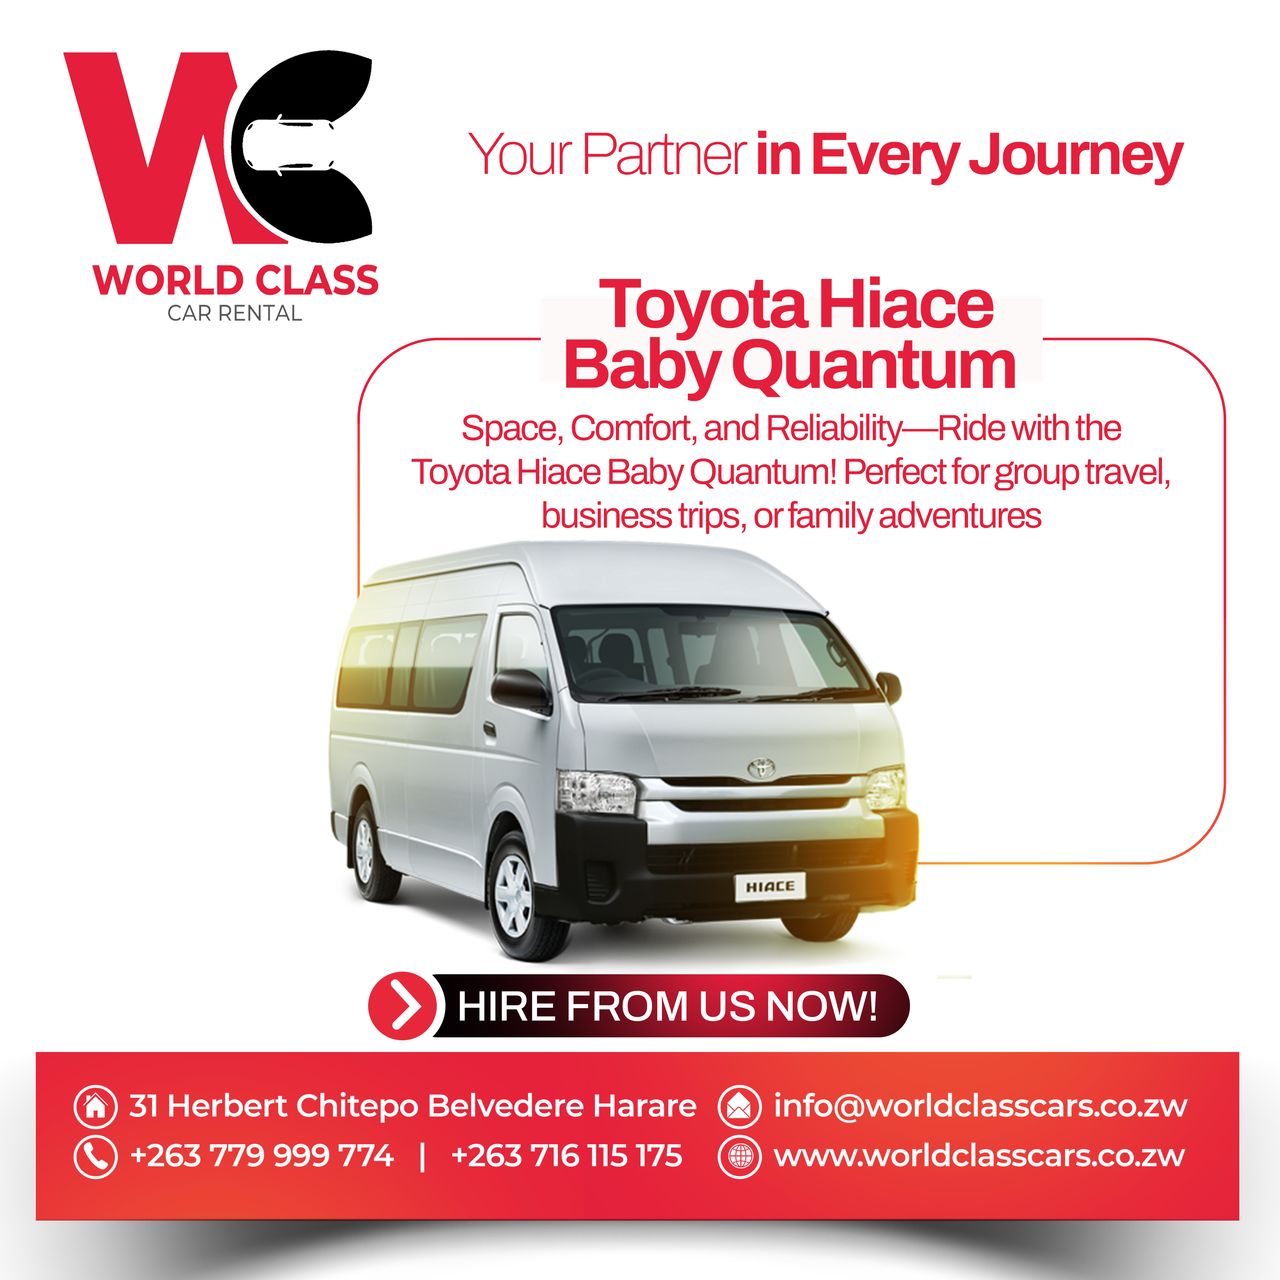 WC
WORLD CLASS
CAR RENTAL
Your Partner in Every Journey
Toyota Hiace
Baby Quantum
Space, Comfort, and Reliability—Ride with the
Toyota Hiace Baby Quantum! Perfect for group travel,
business trips, or family adventures
HIACE
HIRE FROM US NOW!
31 Herbert Chitepo Belvedere Harare
+263 779 999 774 | +263 716 115 175
info@worldclasscars.co.zw
www.worldclasscars.co.zw